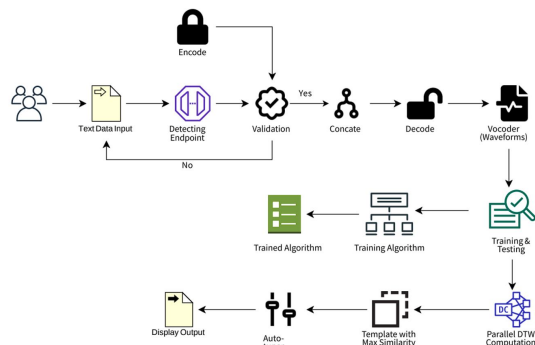 Encode
Yes
Text Data Input
Detecting
Endpoint
Validation
Concate
Decode
Vocoder
(Waveforms)
No
Trained Algorithm
Training Algorithm
Training &
Testing
DC
Display Output
Auto-
Template with
Max Similarity
Parallel DTW
Computation